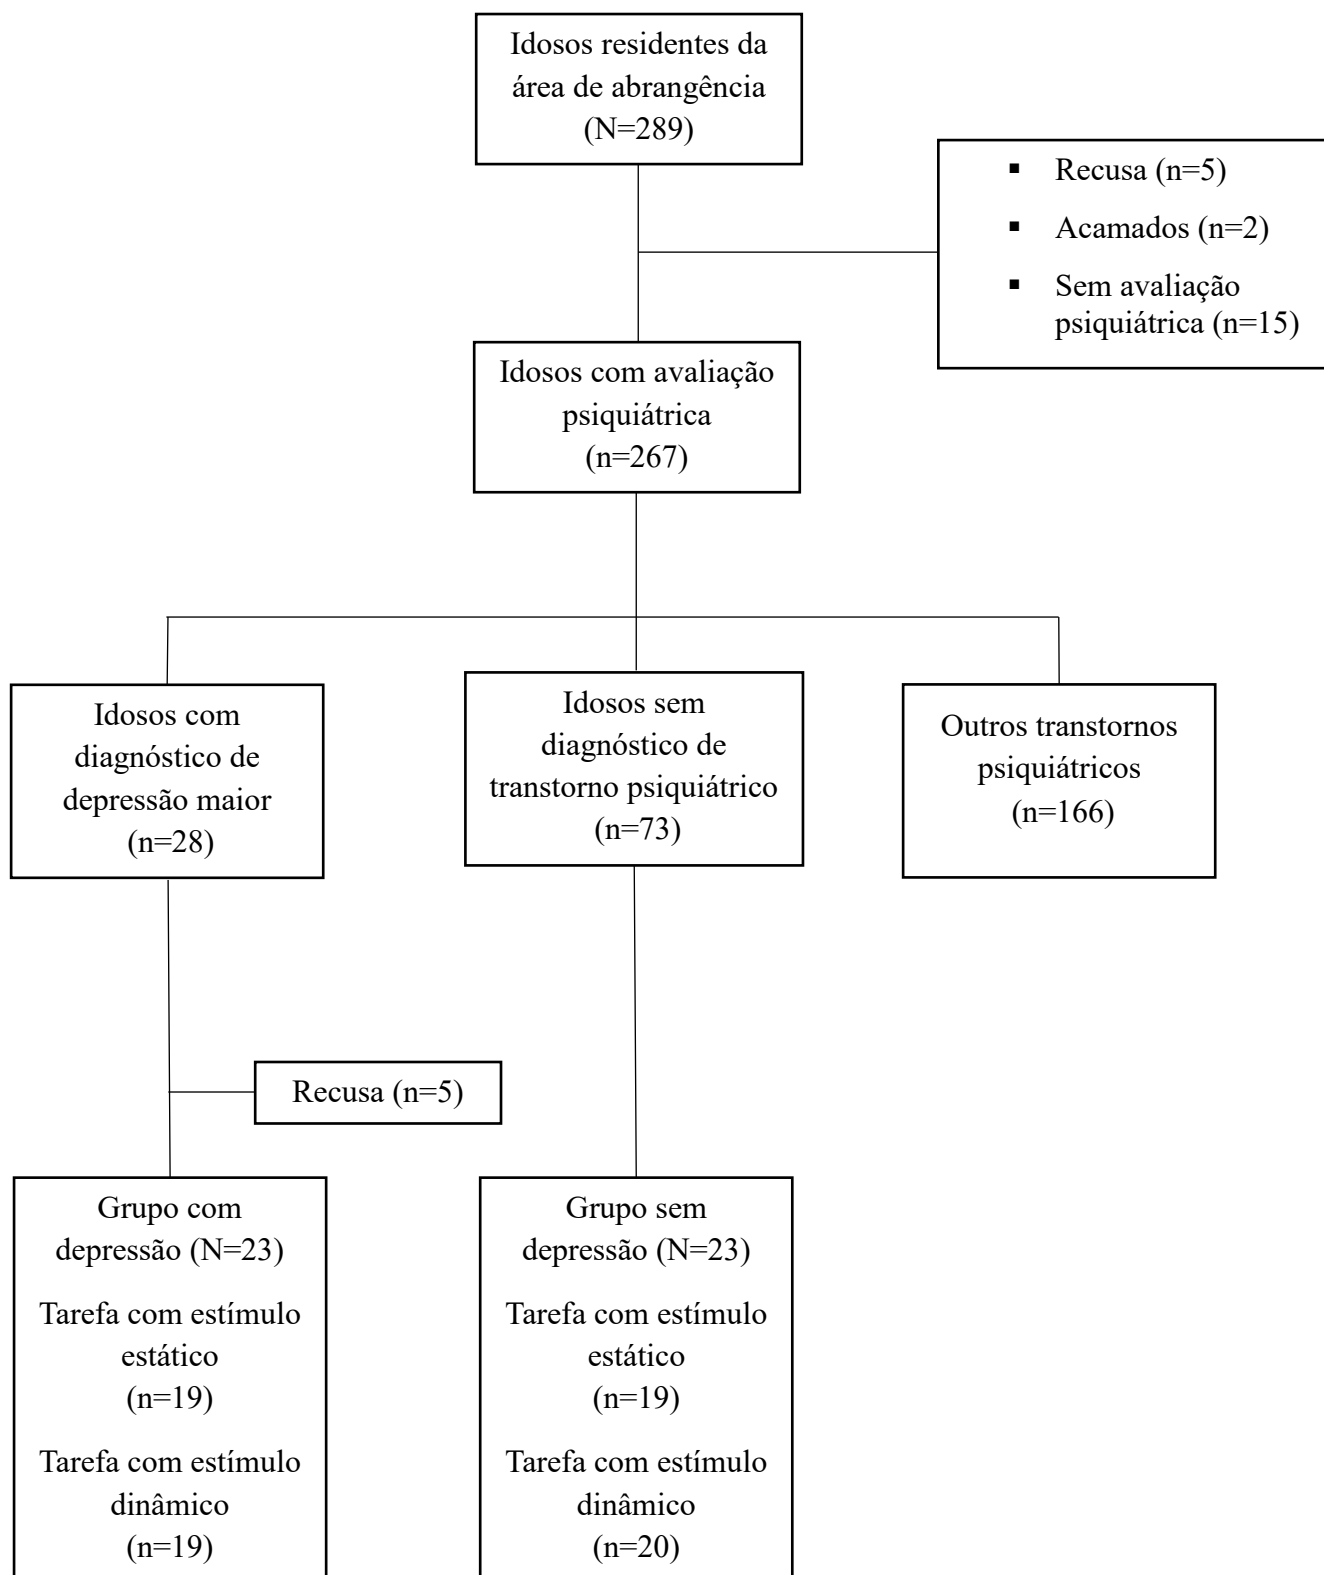 Idosos residentes da
área de abrangência
(N=289)
▪ Recusa (n=5)
▪ Acamados (n=2)
▪ Sem avaliação
psiquiátrica (n=15)
Idosos com avaliação
psiquiátrica
(n=267)
Idosos com
diagnóstico de
depressão maior
(n=28)
Idosos sem
diagnóstico de
transtorno psiquiátrico
(n=73)
Outros transtornos
psiquiátricos
(n=166)
Recusa (n=5)
Grupo com
depressão (N=23)
Tarefa com estímulo
estático
(n=19)
Tarefa com estímulo
dinâmico
(n=19)
Grupo sem
depressão (N=23)
Tarefa com estímulo
estático
(n=19)
Tarefa com estímulo
dinâmico
(n=20)